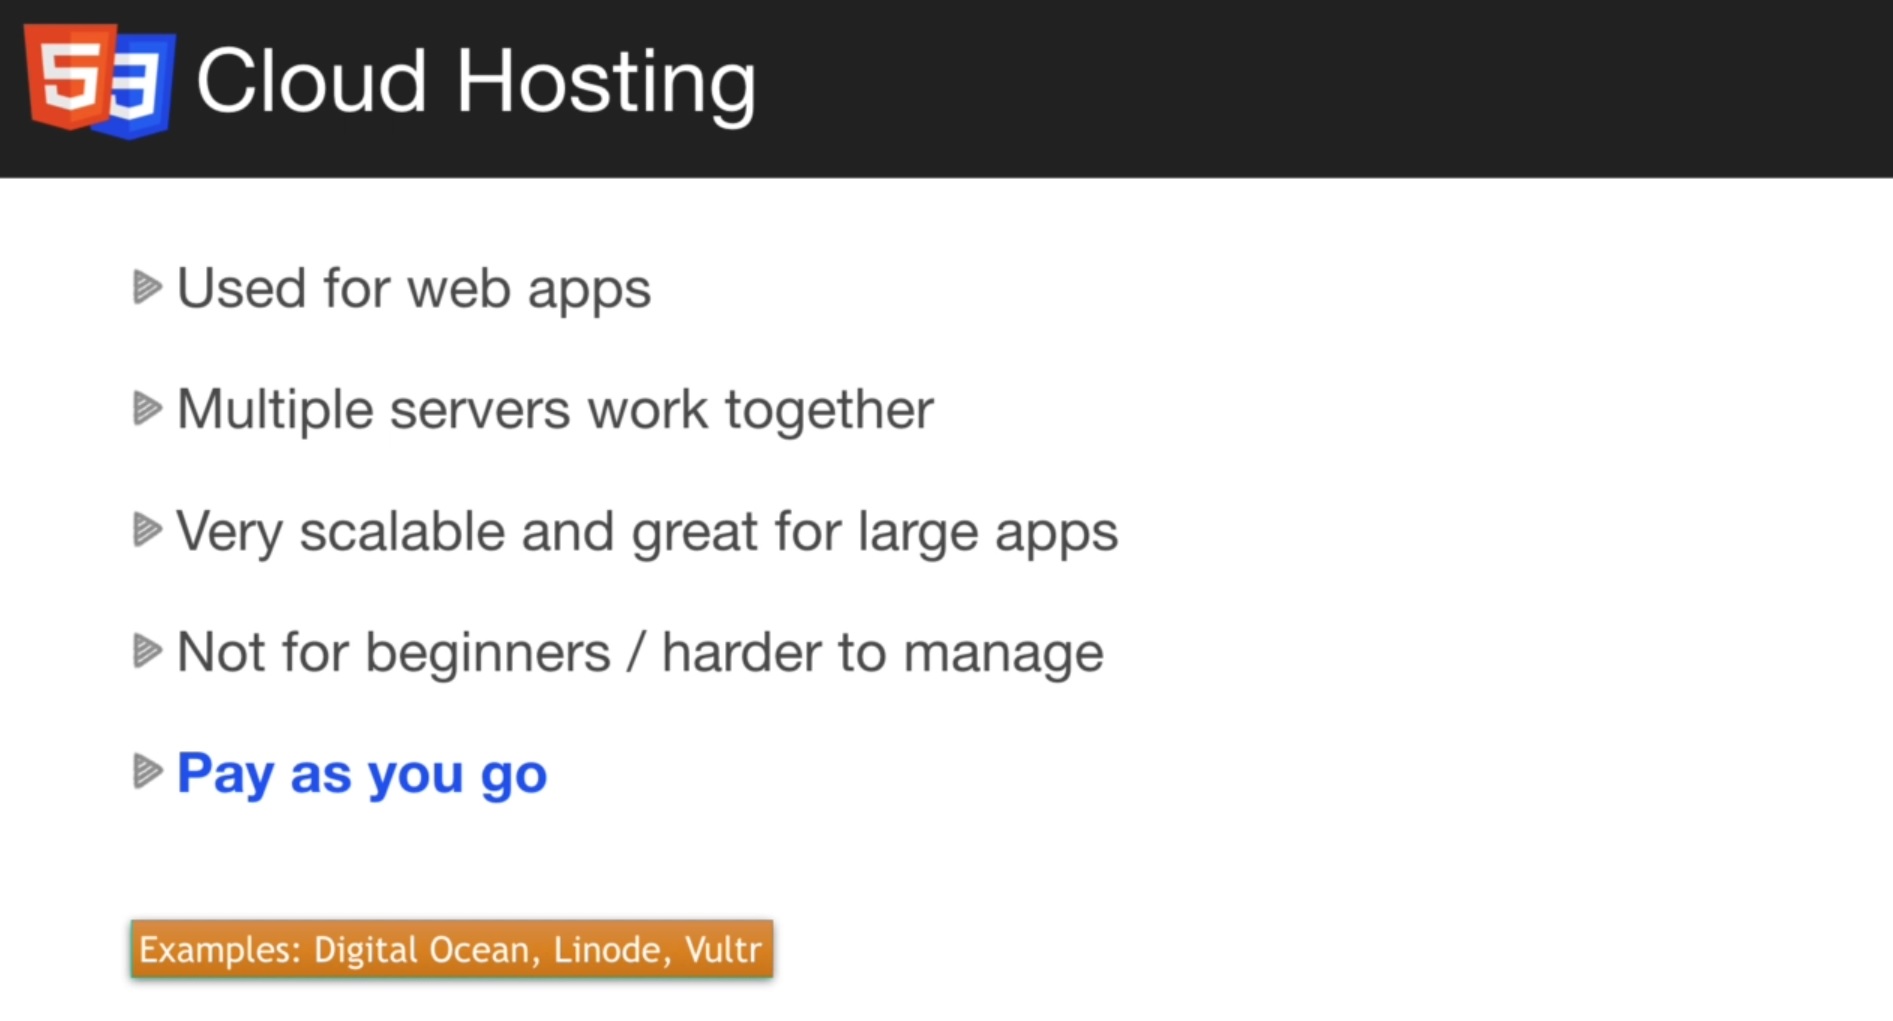 Cloud Hosting
Used for web apps
Multiple servers work together
Very scalable and great for large apps
Not for beginners / harder to manage
Pay as you go
Examples: Digital Ocean, Linode, Vultr